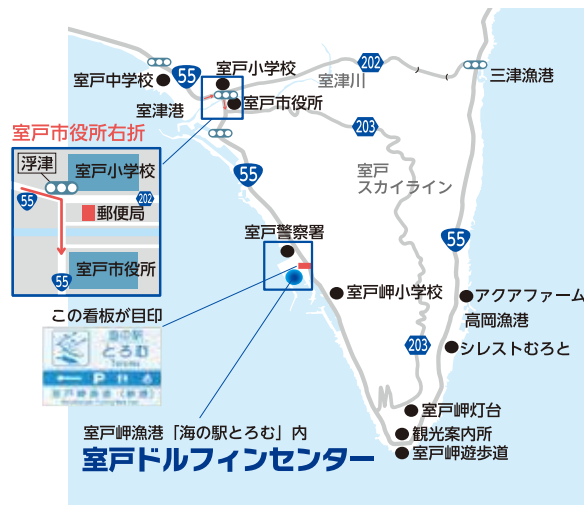 室戸中学校
55
室戸小学校
202
室津川
三津漁港
室津港
室戸市役所
203
室戸市役所右折
浮津
室戸小学校
55
202
郵便局
室戸市役所
55
55
室戸
スカイライン
55
室戸警察署
室戸岬小学校
アクアファーム
高岡漁港
シレストむろと
203
この看板が目印
海の駅
とろむ
P
室戸岬灯台
観光案内所
室戸岬遊歩道
室戸岬漁港「海の駅とろむ」内
室戸ドルフィンセンター